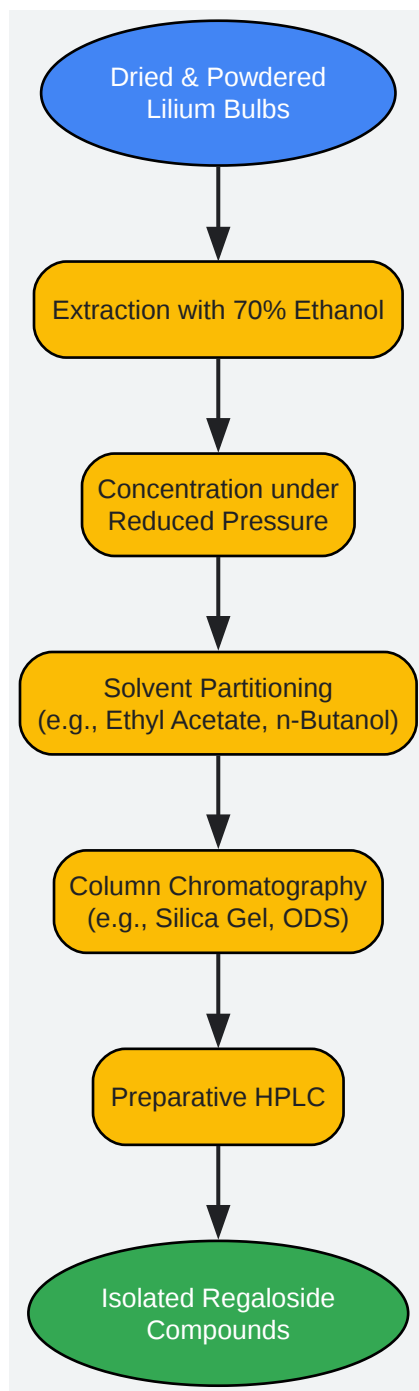 Dried & Powdered
Lilium Bulbs
Extraction with 70% Ethanol
Concentration under
Reduced Pressure
Solvent Partitioning
(e.g., Ethyl Acetate, n-Butanol)
Column Chromatography
(e.g., Silica Gel, ODS)
Preparative HPLC
Isolated Regaloside
Compounds